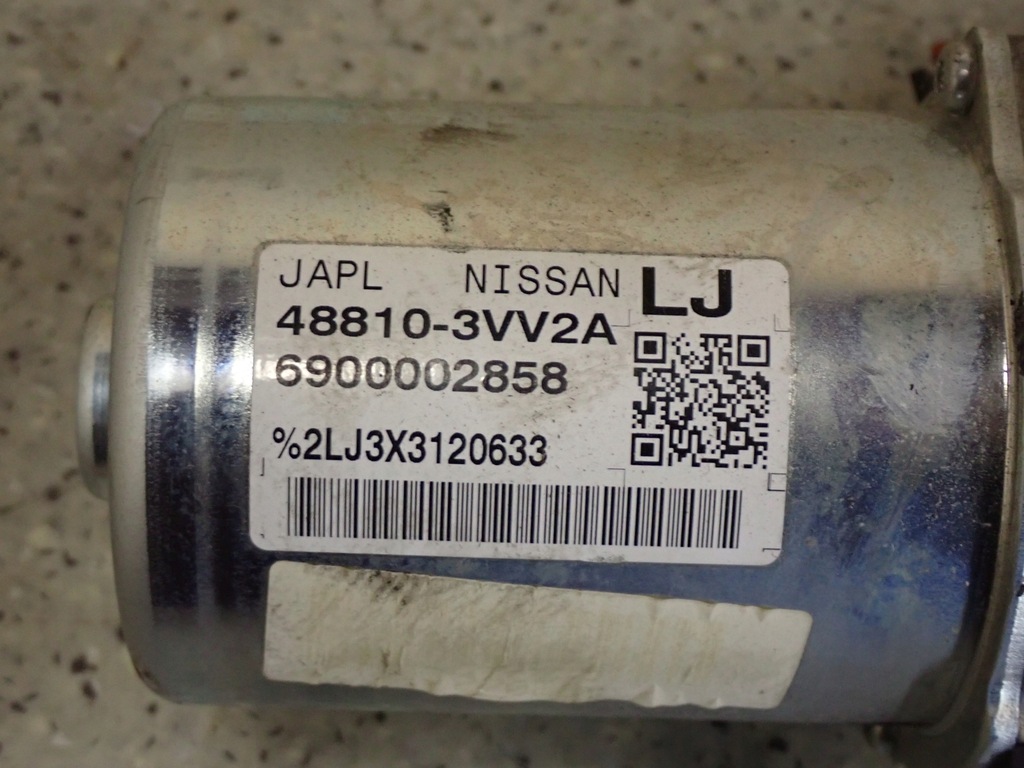 JAPL NISSAN LJ
48810-3VV2A
6900002858
%2LJ3X3120633